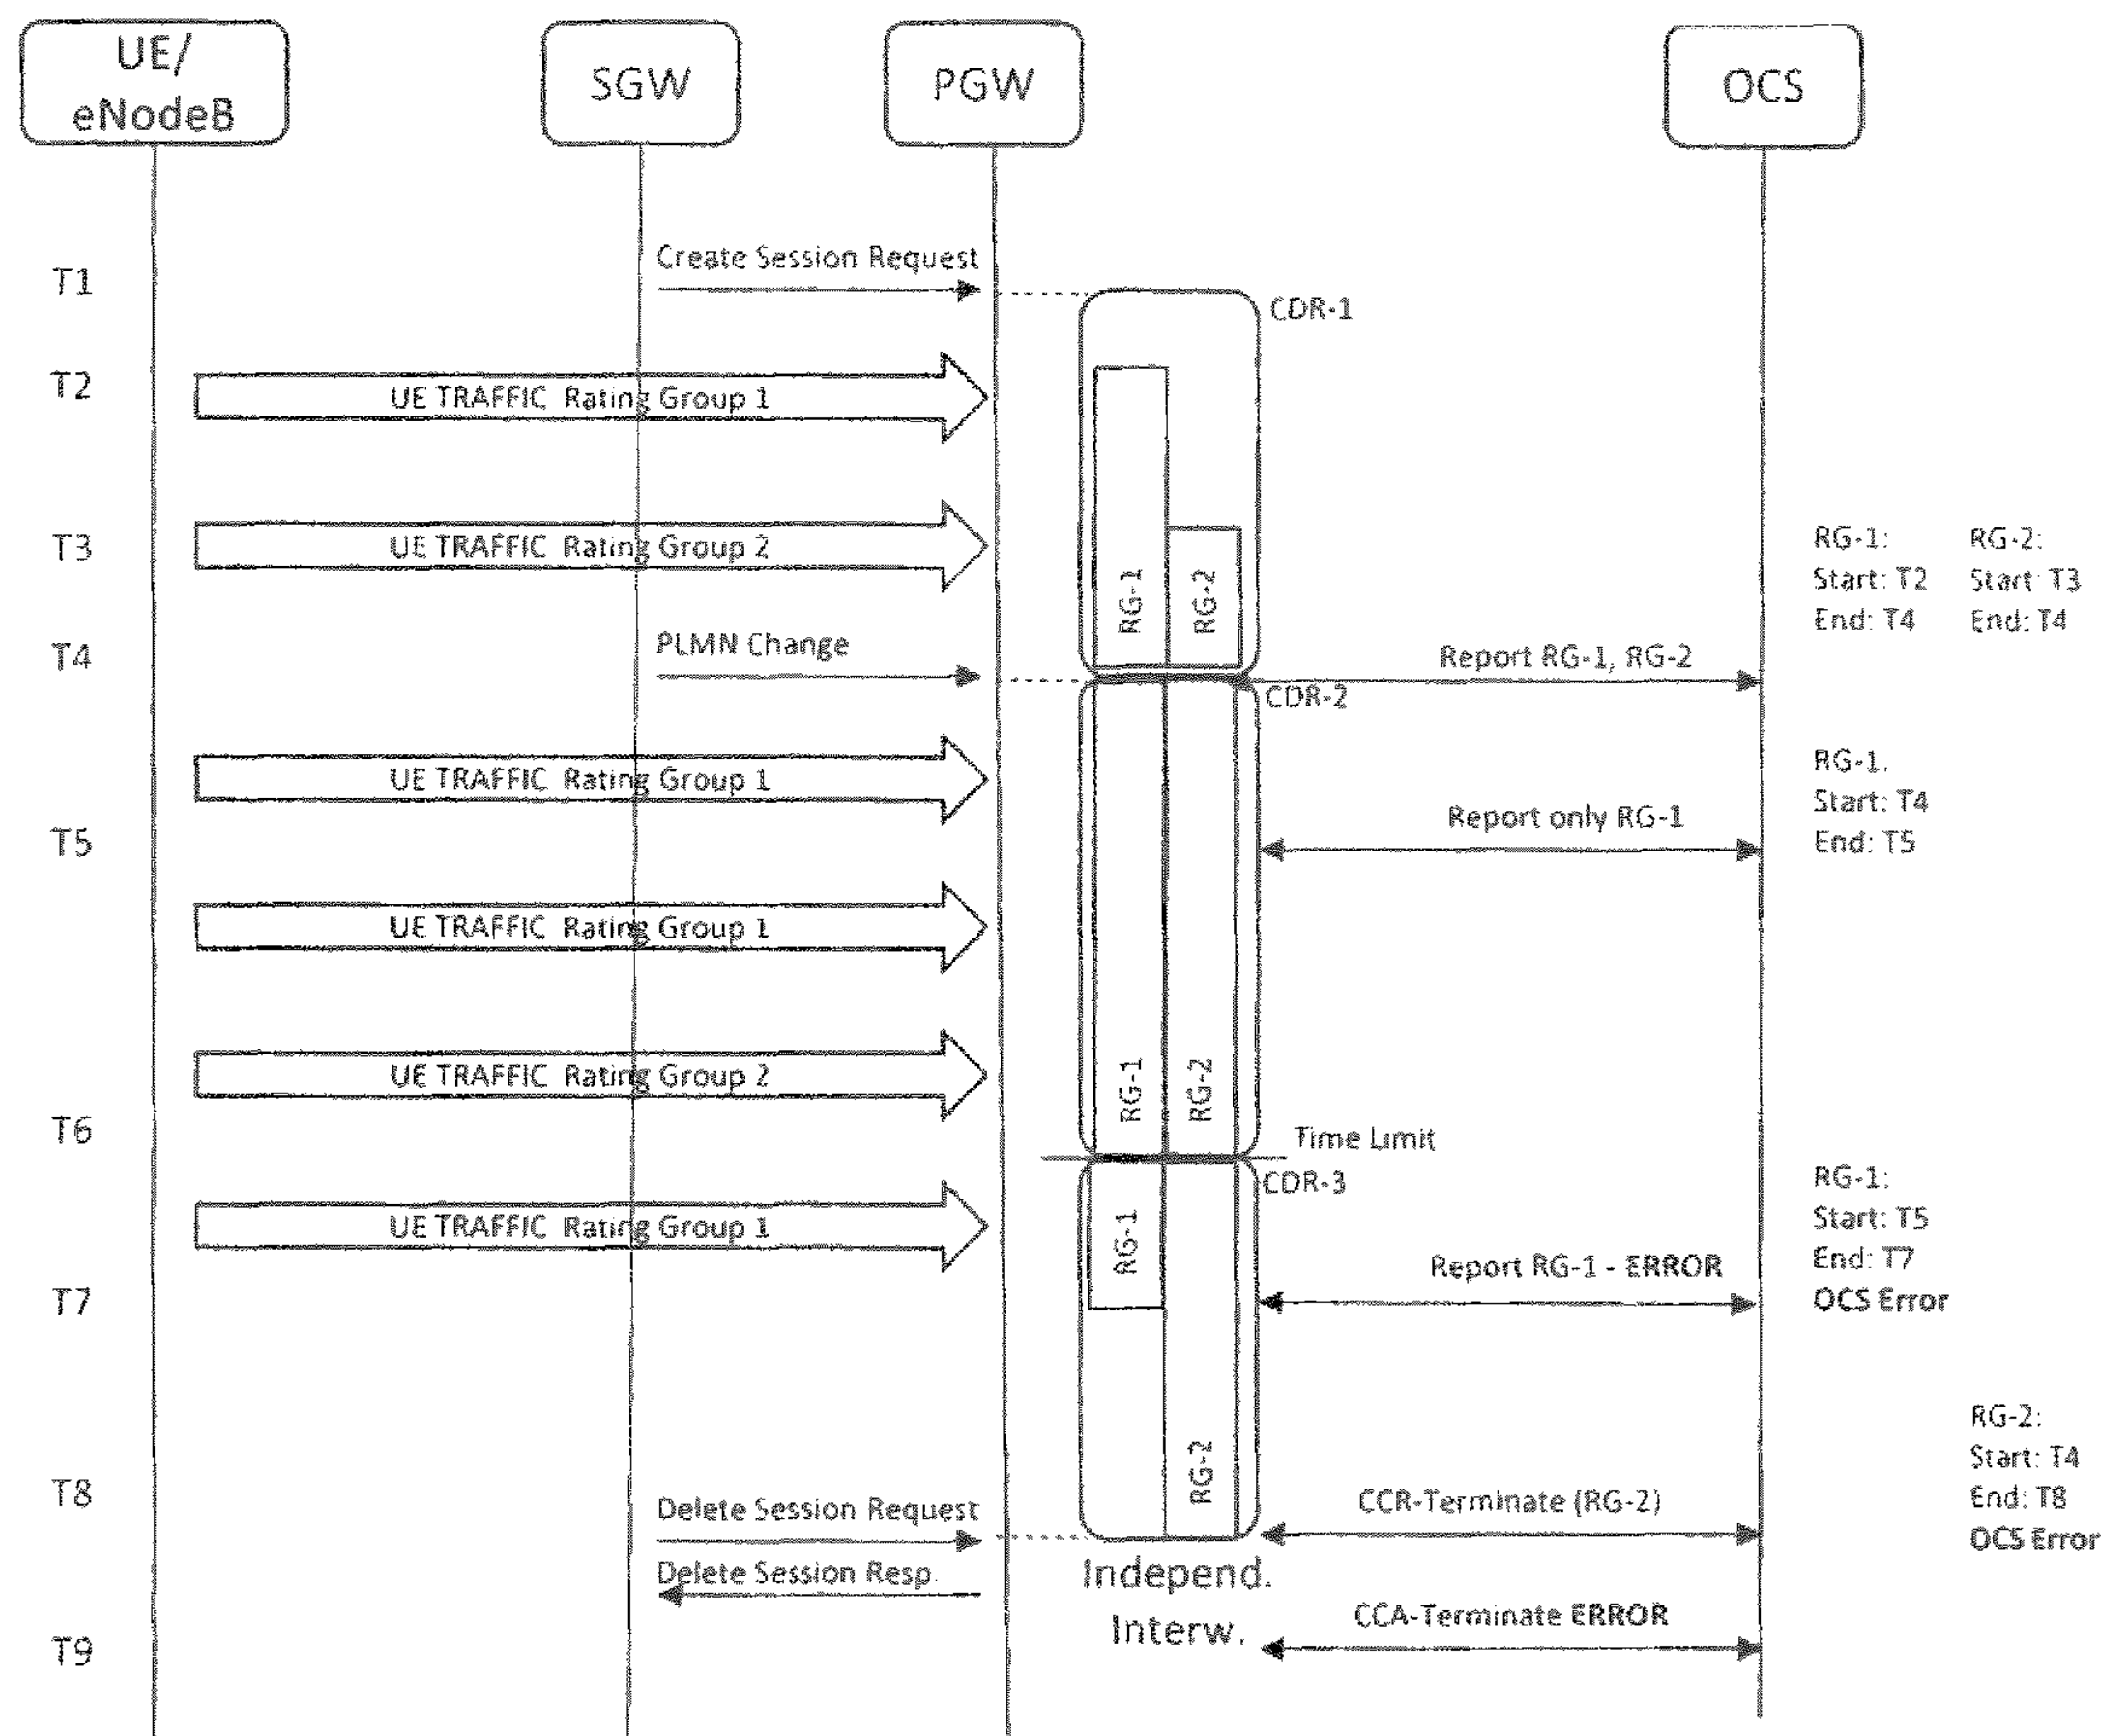 UE/
eNodeB
SGW
PGW
OCS
T1
Create Session Request
CDR-1
T2
UE TRAFFIC Rating Group 1
T3
UE TRAFFIC Rating Group 2
RG-1
RG-2
RG-1:
Start: T2
End: T4
RG-2:
Start: T3
End: T4
T4
PLMN Change
Report RG-1, RG-2
CDR-2
UE TRAFFIC Rating Group 1
T5
Report only RG-1
RG-1.
Start: T4
End: T5
UE TRAFFIC Rating Group 1
UE TRAFFIC Rating Group 2
RG-1
RG-2
T6
Time Limit
CDR-3
UE TRAFFIC Rating Group 1
RG-1
T7
Report RG-1 - ERROR
RG-1:
Start: T5
End: T7
OCS Error
RG-2
T8
Delete Session Request
CCR-Terminate (RG-2)
RG-2:
Start: T4
End: T8
OCS Error
Delete Session Resp.
Independ.
Interw.
T9
CCA-Terminate ERROR